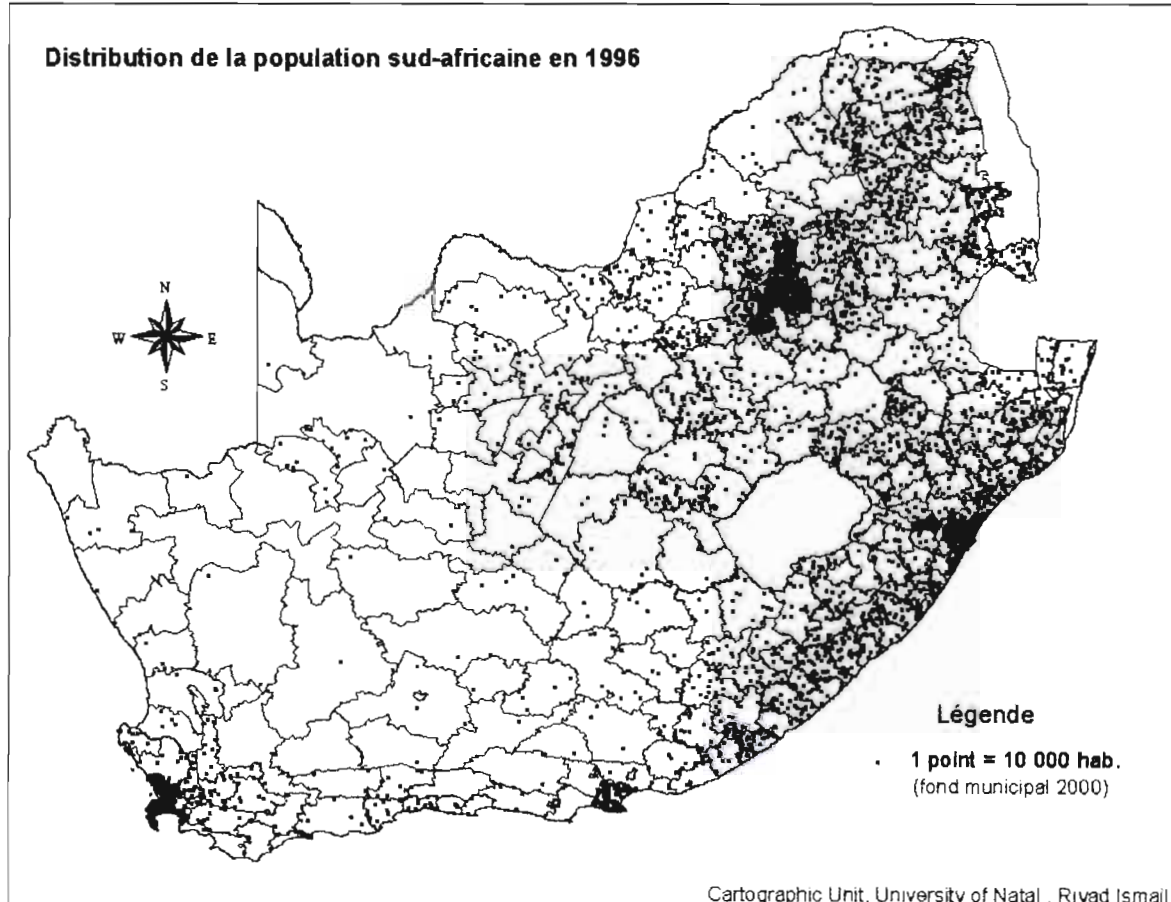 Distribution de la population sud-africaine en 1996
N
W E
S
Légende
1 point = 10 000 hab.
(fond municipal 2000)
Cartographic Unit, University of Natal , Riyad Ismail